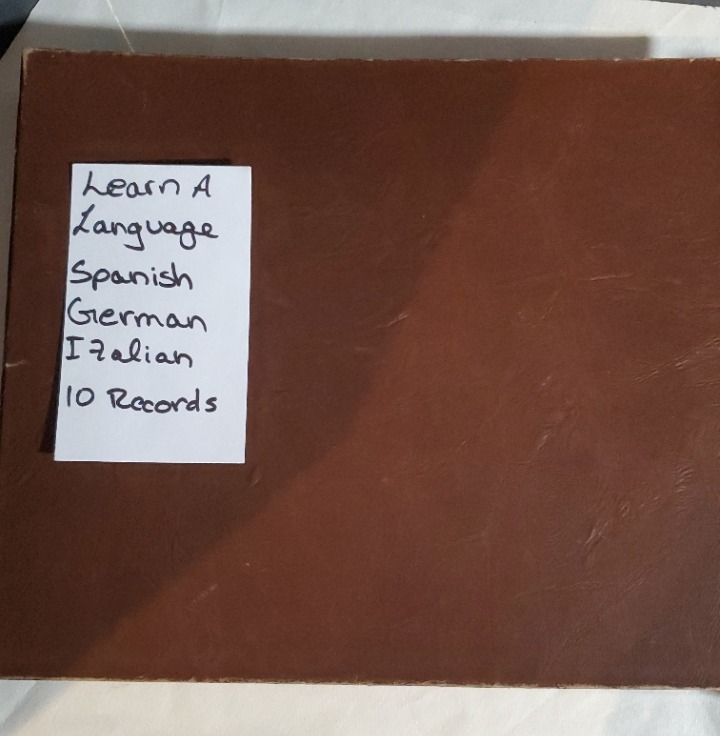 Learn A
Language
Spanish
German
Italian
10 Records